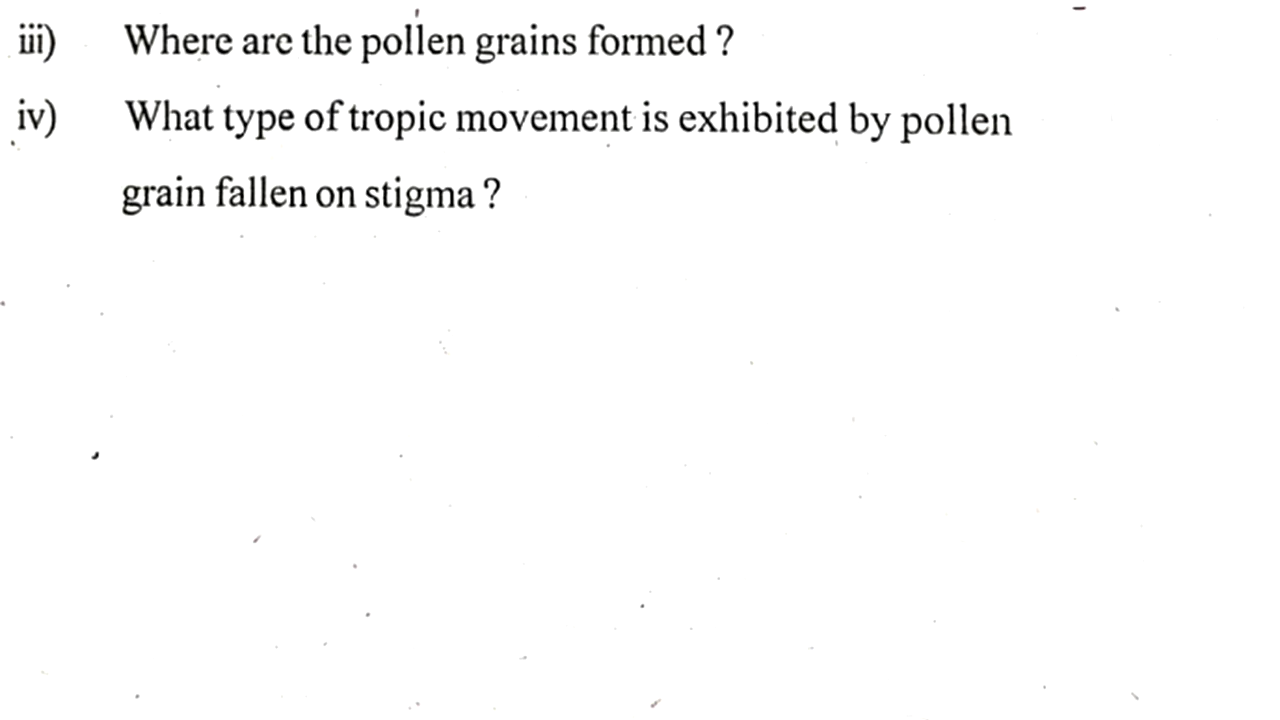 iii) Where are the pollen grains formed ?
iv) What type of tropic movement is exhibited by pollen
grain fallen on stigma ?